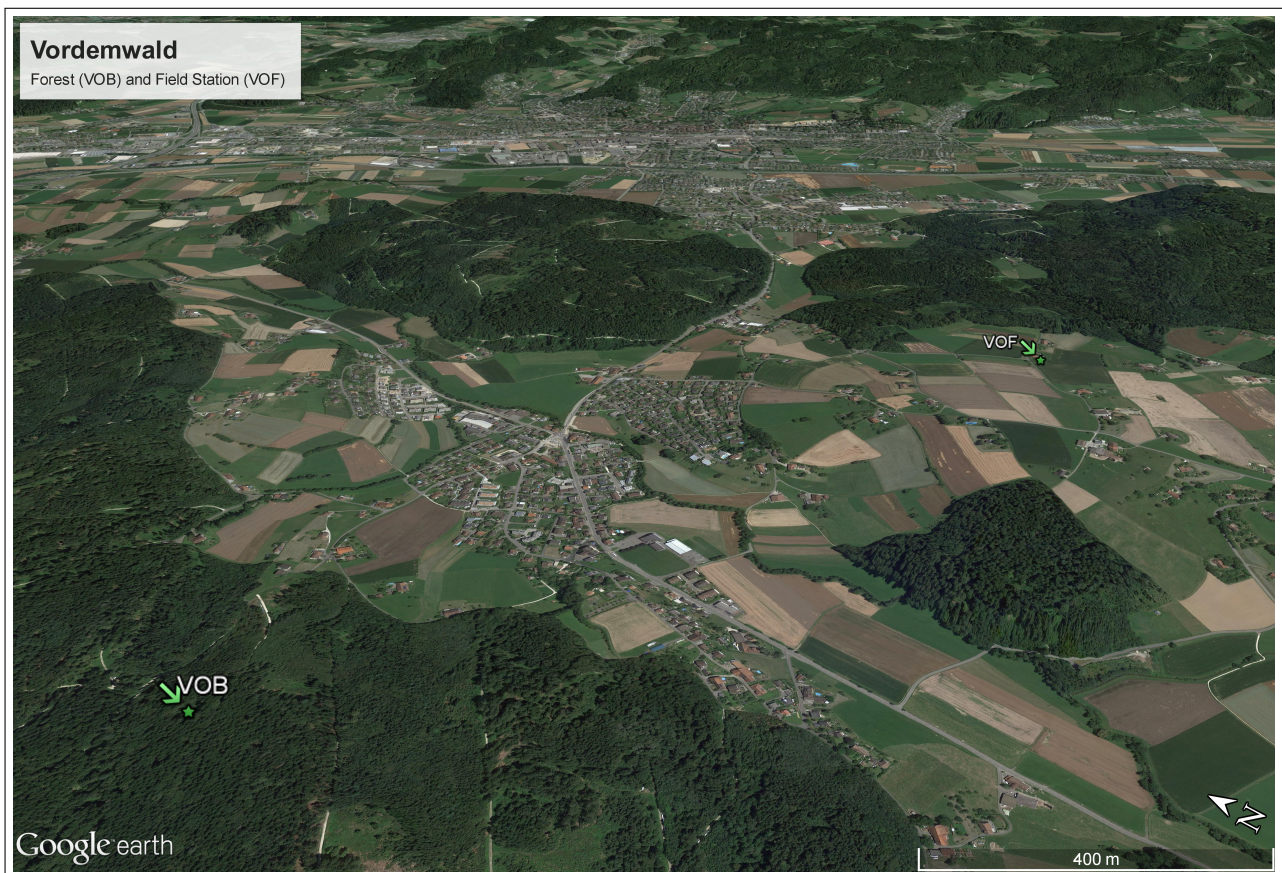 Vordemwald
Forest (VOB) and Field Station (VOF)
VOF
VOB
N
Google earth
400 m